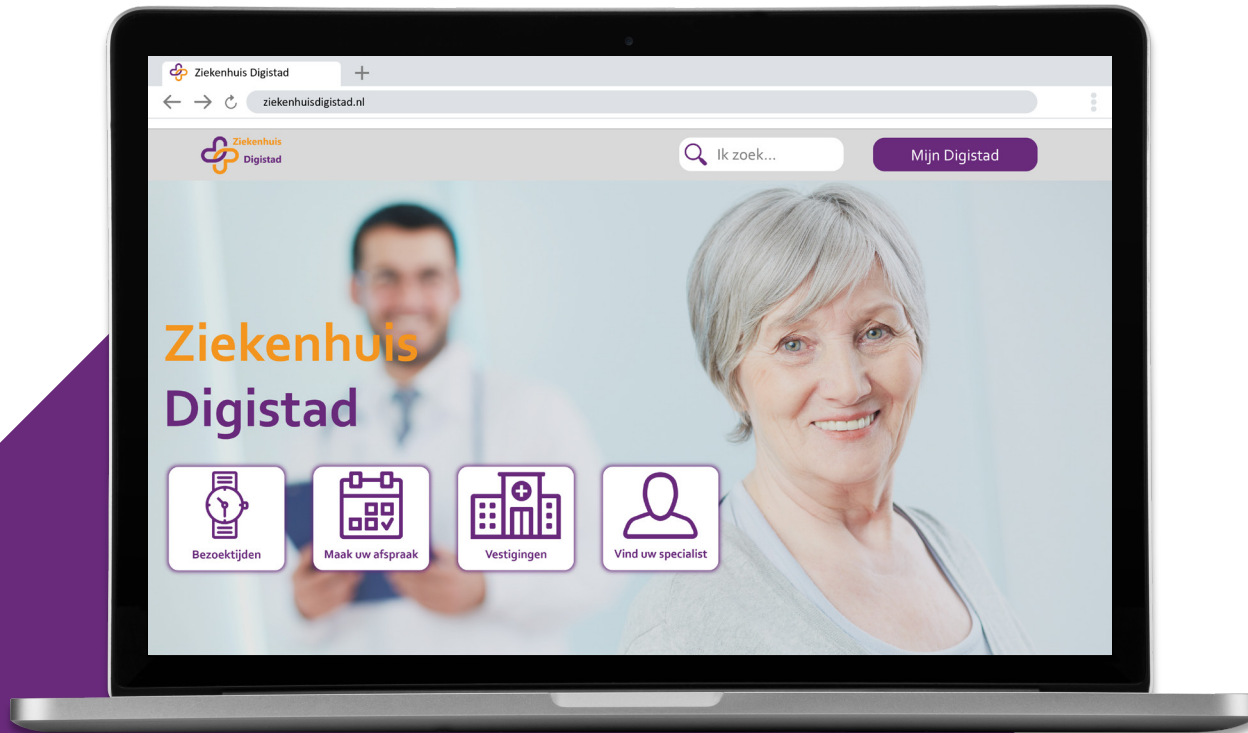 Ziekenhuis Digistad
ziekenhuisdigistad.nl
Ziekenhuis
Digistad
Ik zoek...
Mijn Digistad
Ziekenhuis
Digistad
Bezoektijden
Maak uw afspraak
Vestigingen
Vind uw specialist